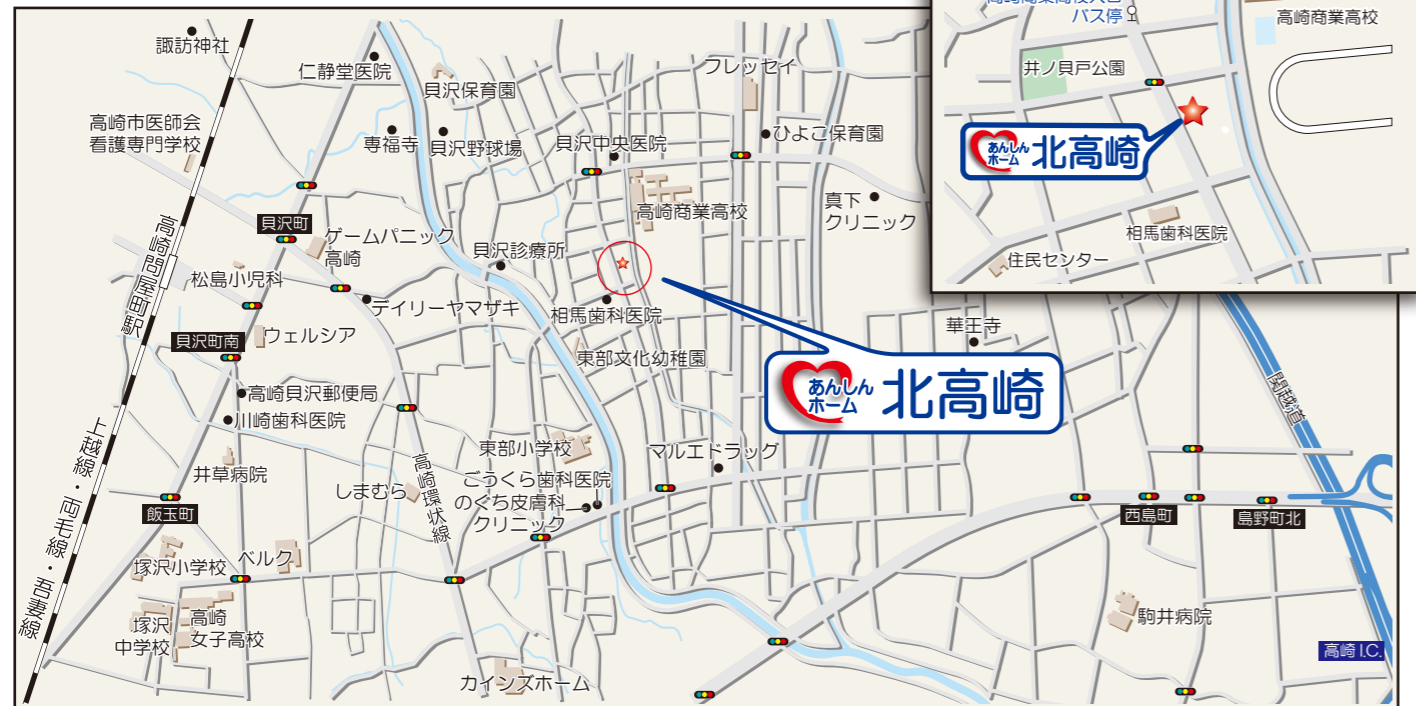 諏訪神社
仁静堂医院
貝沢保育園
フレッセイ
高崎市医師会
看護専門学校
専福寺
貝沢野球場
貝沢中央医院
ひよこ保育園
高崎商業高校
真下
クリニック
貝沢町
ゲームパニック
高崎
貝沢診療所
高崎問屋町駅
松島小児科
デイリーヤマザキ
相馬歯科医院
貝沢町南
ウェルシア
東部文化幼稚園
華王寺
あんしん
ホーム
北高崎
高崎貝沢郵便局
川崎歯科医院
関越道
上越線・両毛線・吾妻線
井草病院
しまむら
高崎環状線
東部小学校
ごうくら歯科医院
のぐち皮膚科
クリニック
マルエドラッグ
飯玉町
西島町
島野町北
塚沢小学校
ベルク
塚沢
中学校
高崎
女子高校
カインズホーム
駒井病院
高崎I.C.
バス停
高崎商業高校
井ノ貝戸公園
あんしん
ホーム
北高崎
相馬歯科医院
住民センター